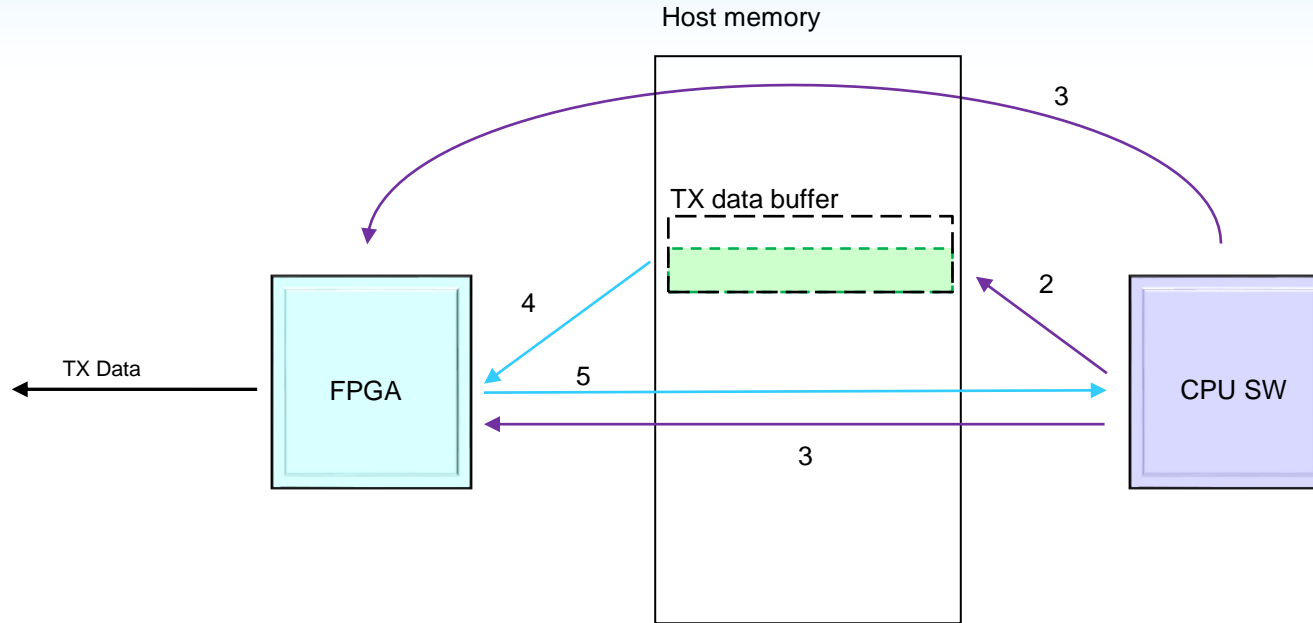 Host memory
3
TX data buffer
2
4
TX Data
5
FPGA
CPU SW
3